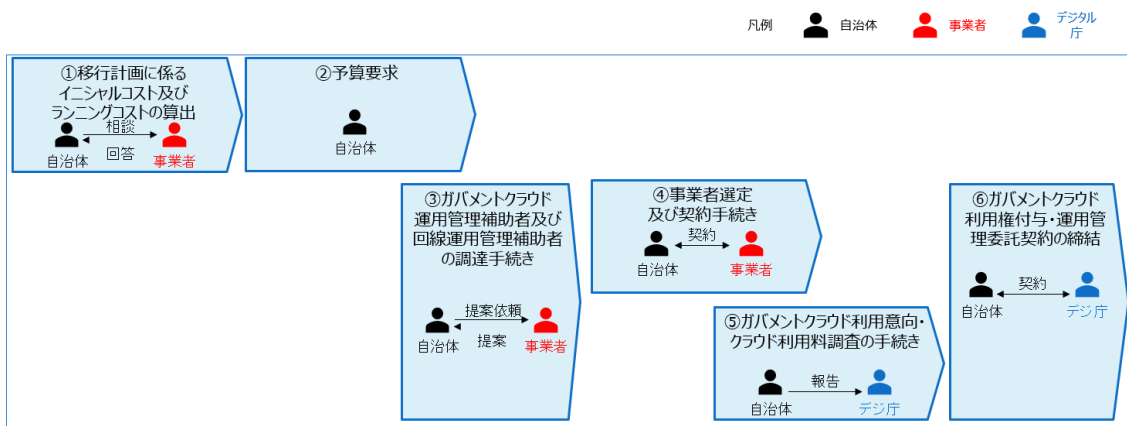 凡例
自治体
事業者
デジタル
庁
①移行計画に係る
イニシャルコスト及び
ランニングコストの算出
相談
回答
自治体
事業者
②予算要求
自治体
③ガバメントクラウド
運用管理補助者及び
回線運用管理補助者
の調達手続き
提案依頼
提案
自治体
事業者
④事業者選定
及び契約手続き
契約
自治体
事業者
⑤ガバメントクラウド利用意向・
クラウド利用料調査の手続き
報告
自治体
デジ庁
⑥ガバメントクラウド
利用権付与・運用管
理委託契約の締結
契約
自治体
デジ庁